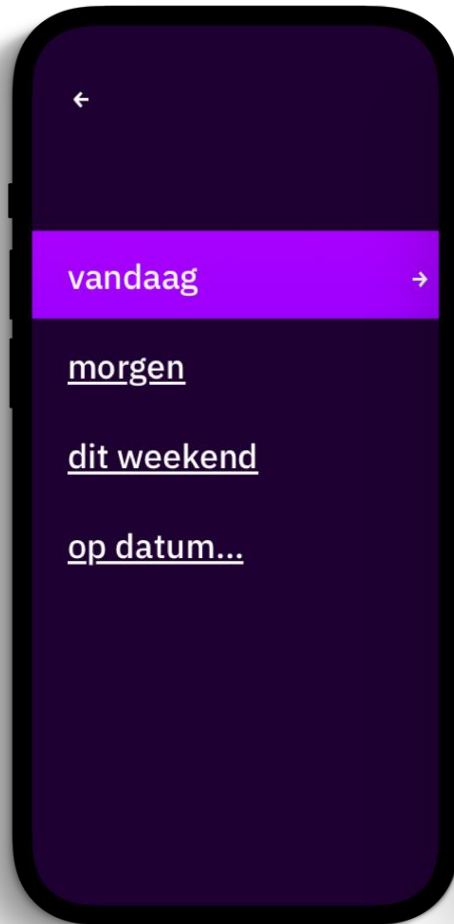 ←
vandaag →
morgen
dit weekend
op datum...